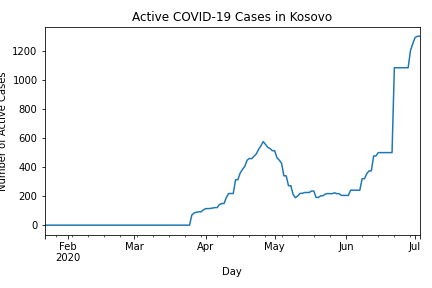 Active COVID-19 Cases in Kosovo
Number of Active Cases
1200
1000
800
600
400
200
0
Feb
2020
Mar
Apr
May
Jun
Jul
Day